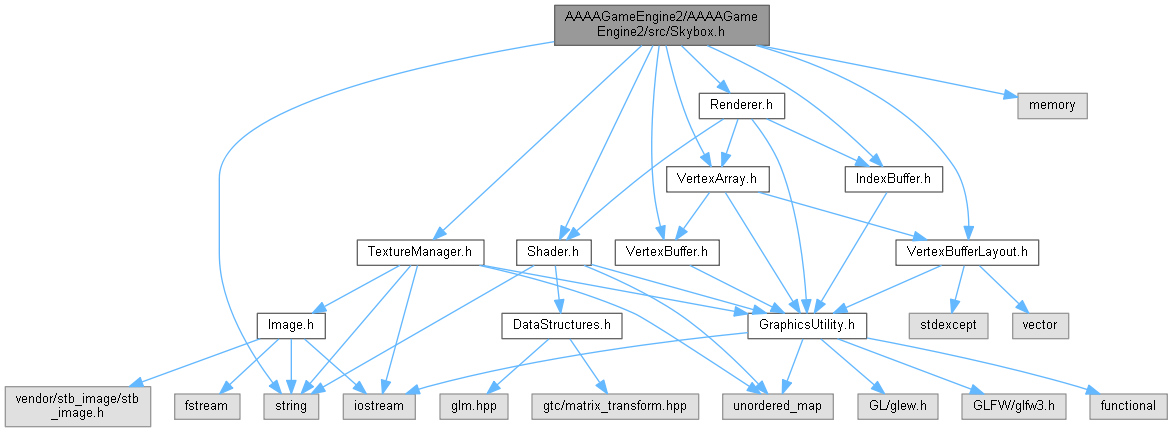 AAAAGameEngine2/AAAAGame
Engine2/src/Skybox.h
Renderer.h
memory
VertexArray.h
IndexBuffer.h
TextureManager.h
Shader.h
VertexBuffer.h
VertexBufferLayout.h
Image.h
DataStructures.h
GraphicsUtility.h
stdexcept
vector
vendor/stb_image/stb
_image.h
fstream
string
iostream
glm.hpp
gtc/matrix_transform.hpp
unordered_map
GL/glew.h
GLFW/glfw3.h
functional